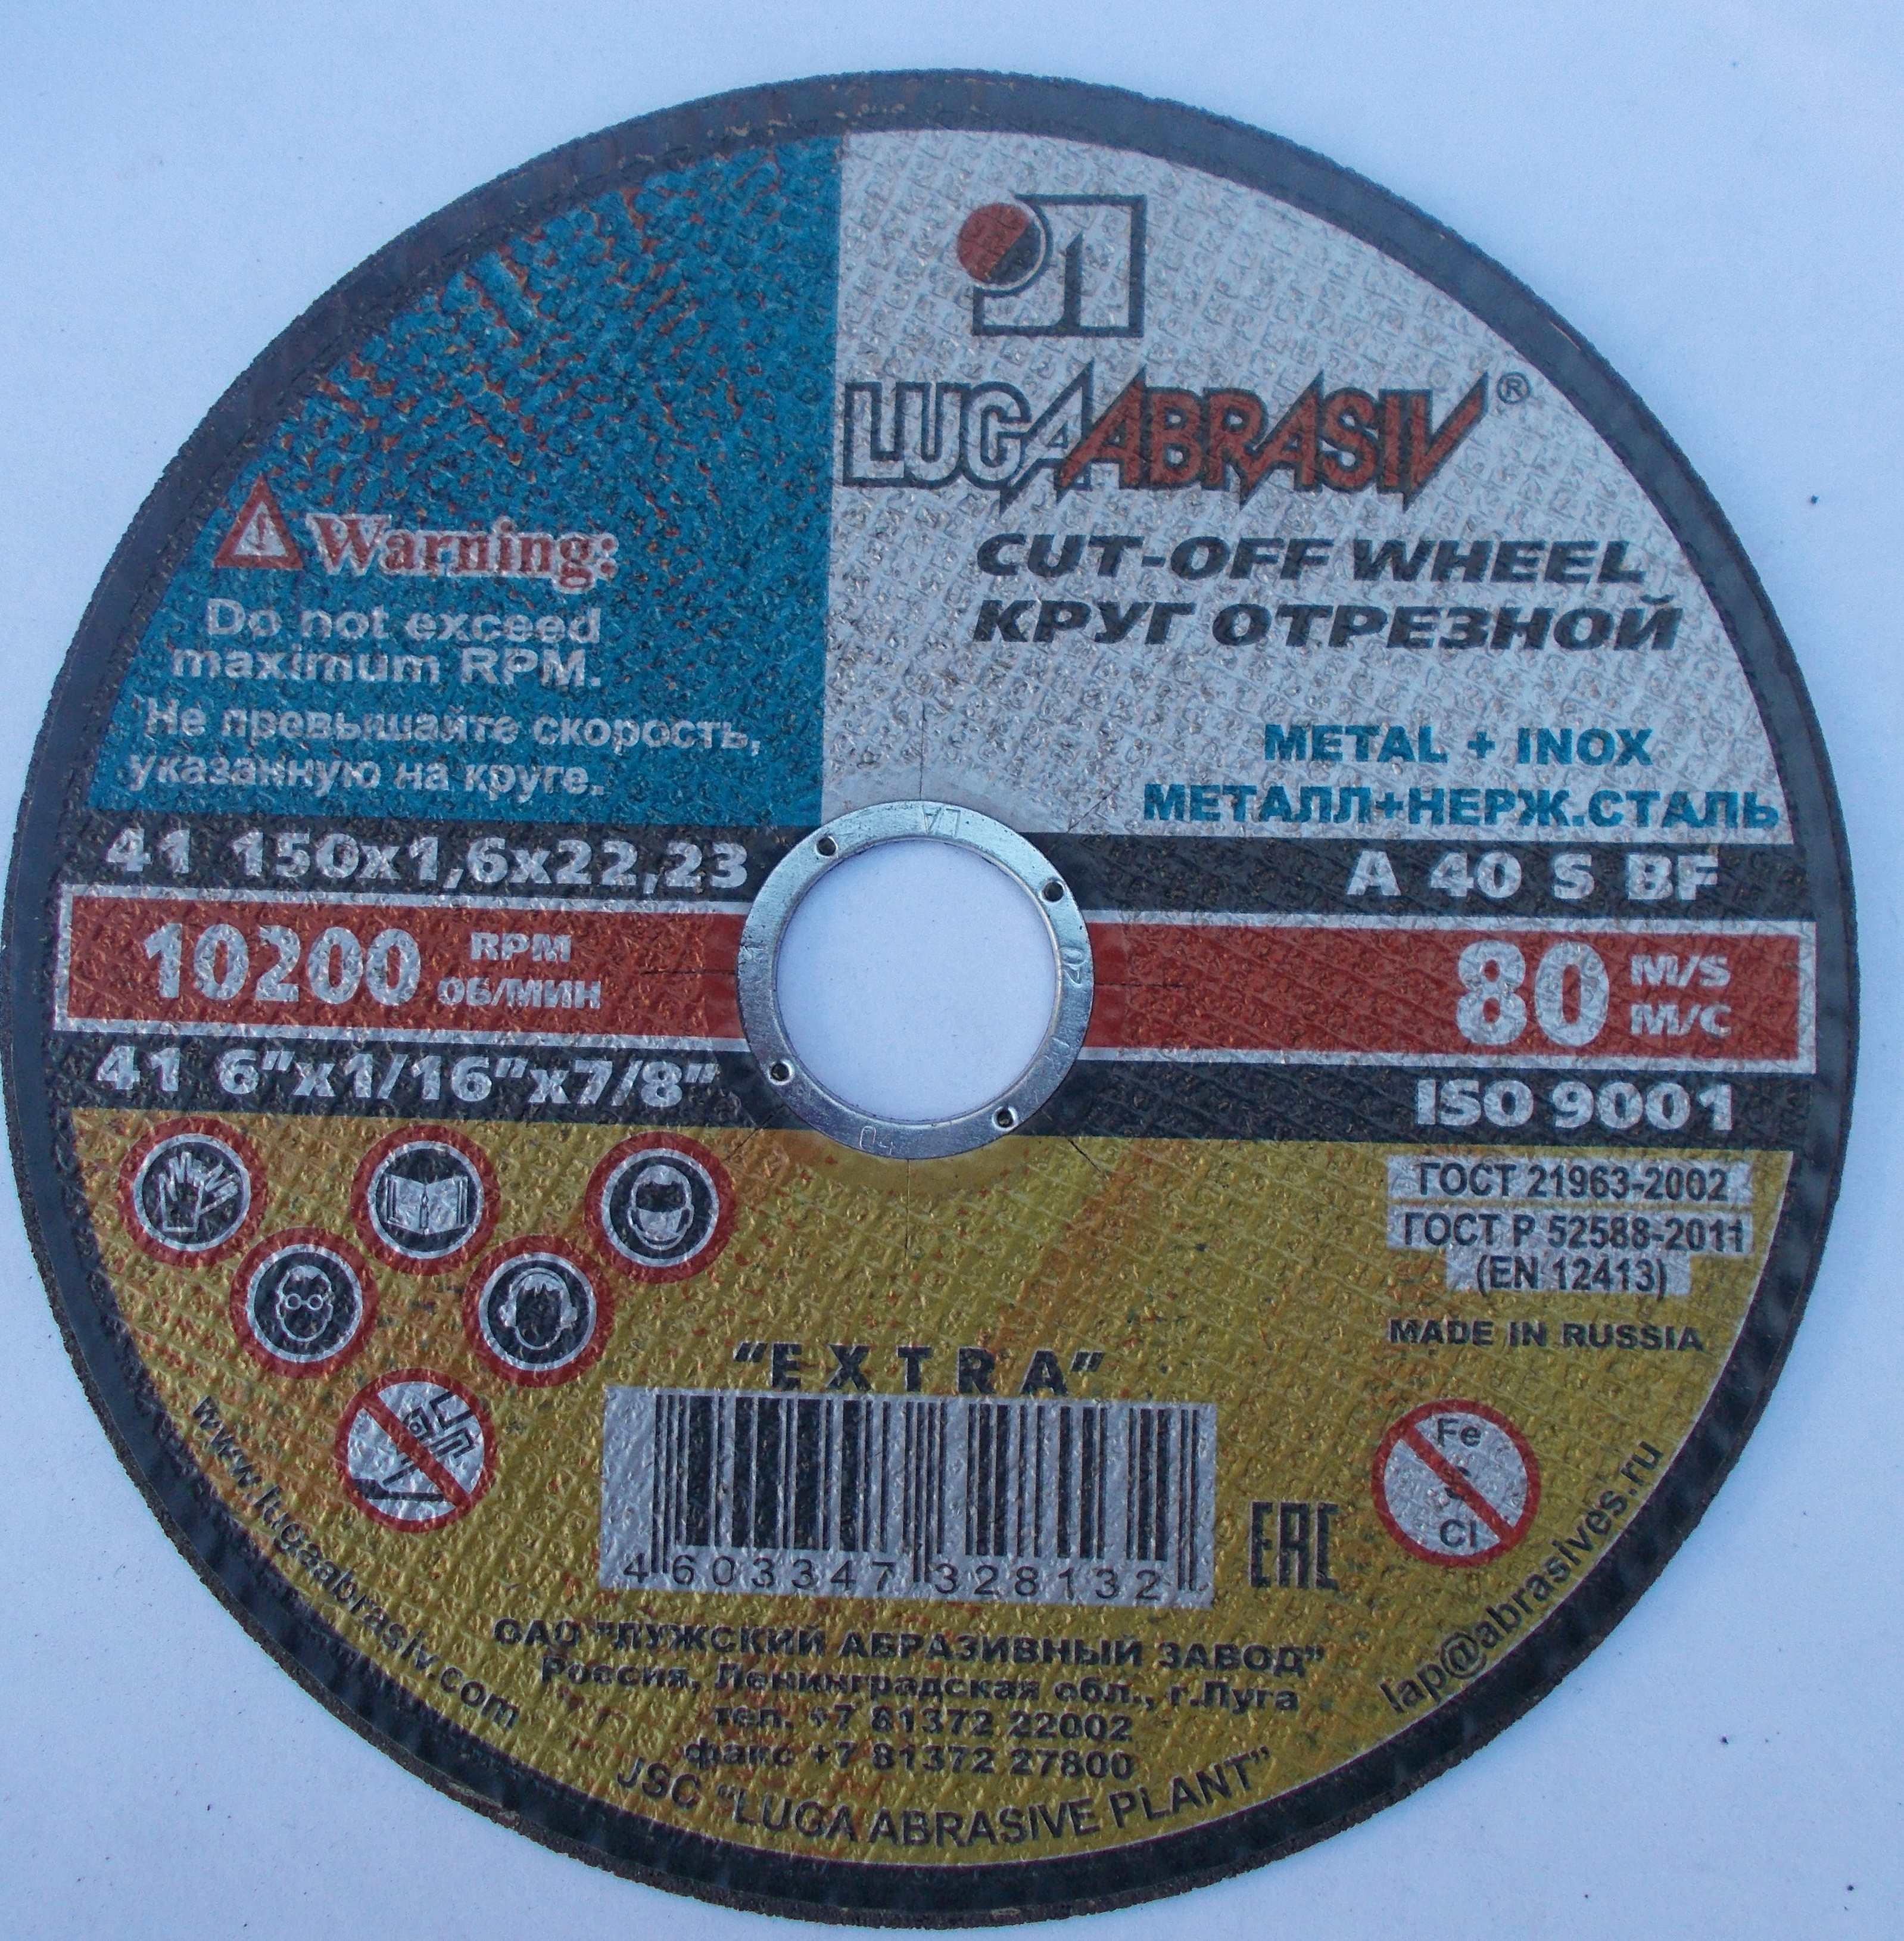 LUGAABRASIV®
CUT-OFF WHEEL
КРУГ ОТРЕЗНОЙ
Warning:
Do not exceed
maximum RPM.
Не превышайте скорость,
указанную на круге.
METAL + INOX
МЕТАЛЛ+НЕРЖ.СТАЛЬ
41 150x1,6x22,23
A 40 S BF
10200 RPM
ОБ/МИН
80 M/S
М/С
41 6"x1/16"x7/8"
ISO 9001
ГОСТ 21963-2002
ГОСТ Р 52588-2011
(EN 12413)
MADE IN RUSSIA
"EXTRA"
Fe
S
Cl
4 603347 328132
EAC
www.lugaabrasiv.com
lap@abrasives.ru
ОАО "ЛУЖСКИЙ АБРАЗИВНЫЙ ЗАВОД"
Россия, Ленинградская обл., г.Луга
тел. +7 81372 22002
факс +7 81372 27800
JSC "LUGA ABRASIVE PLANT"